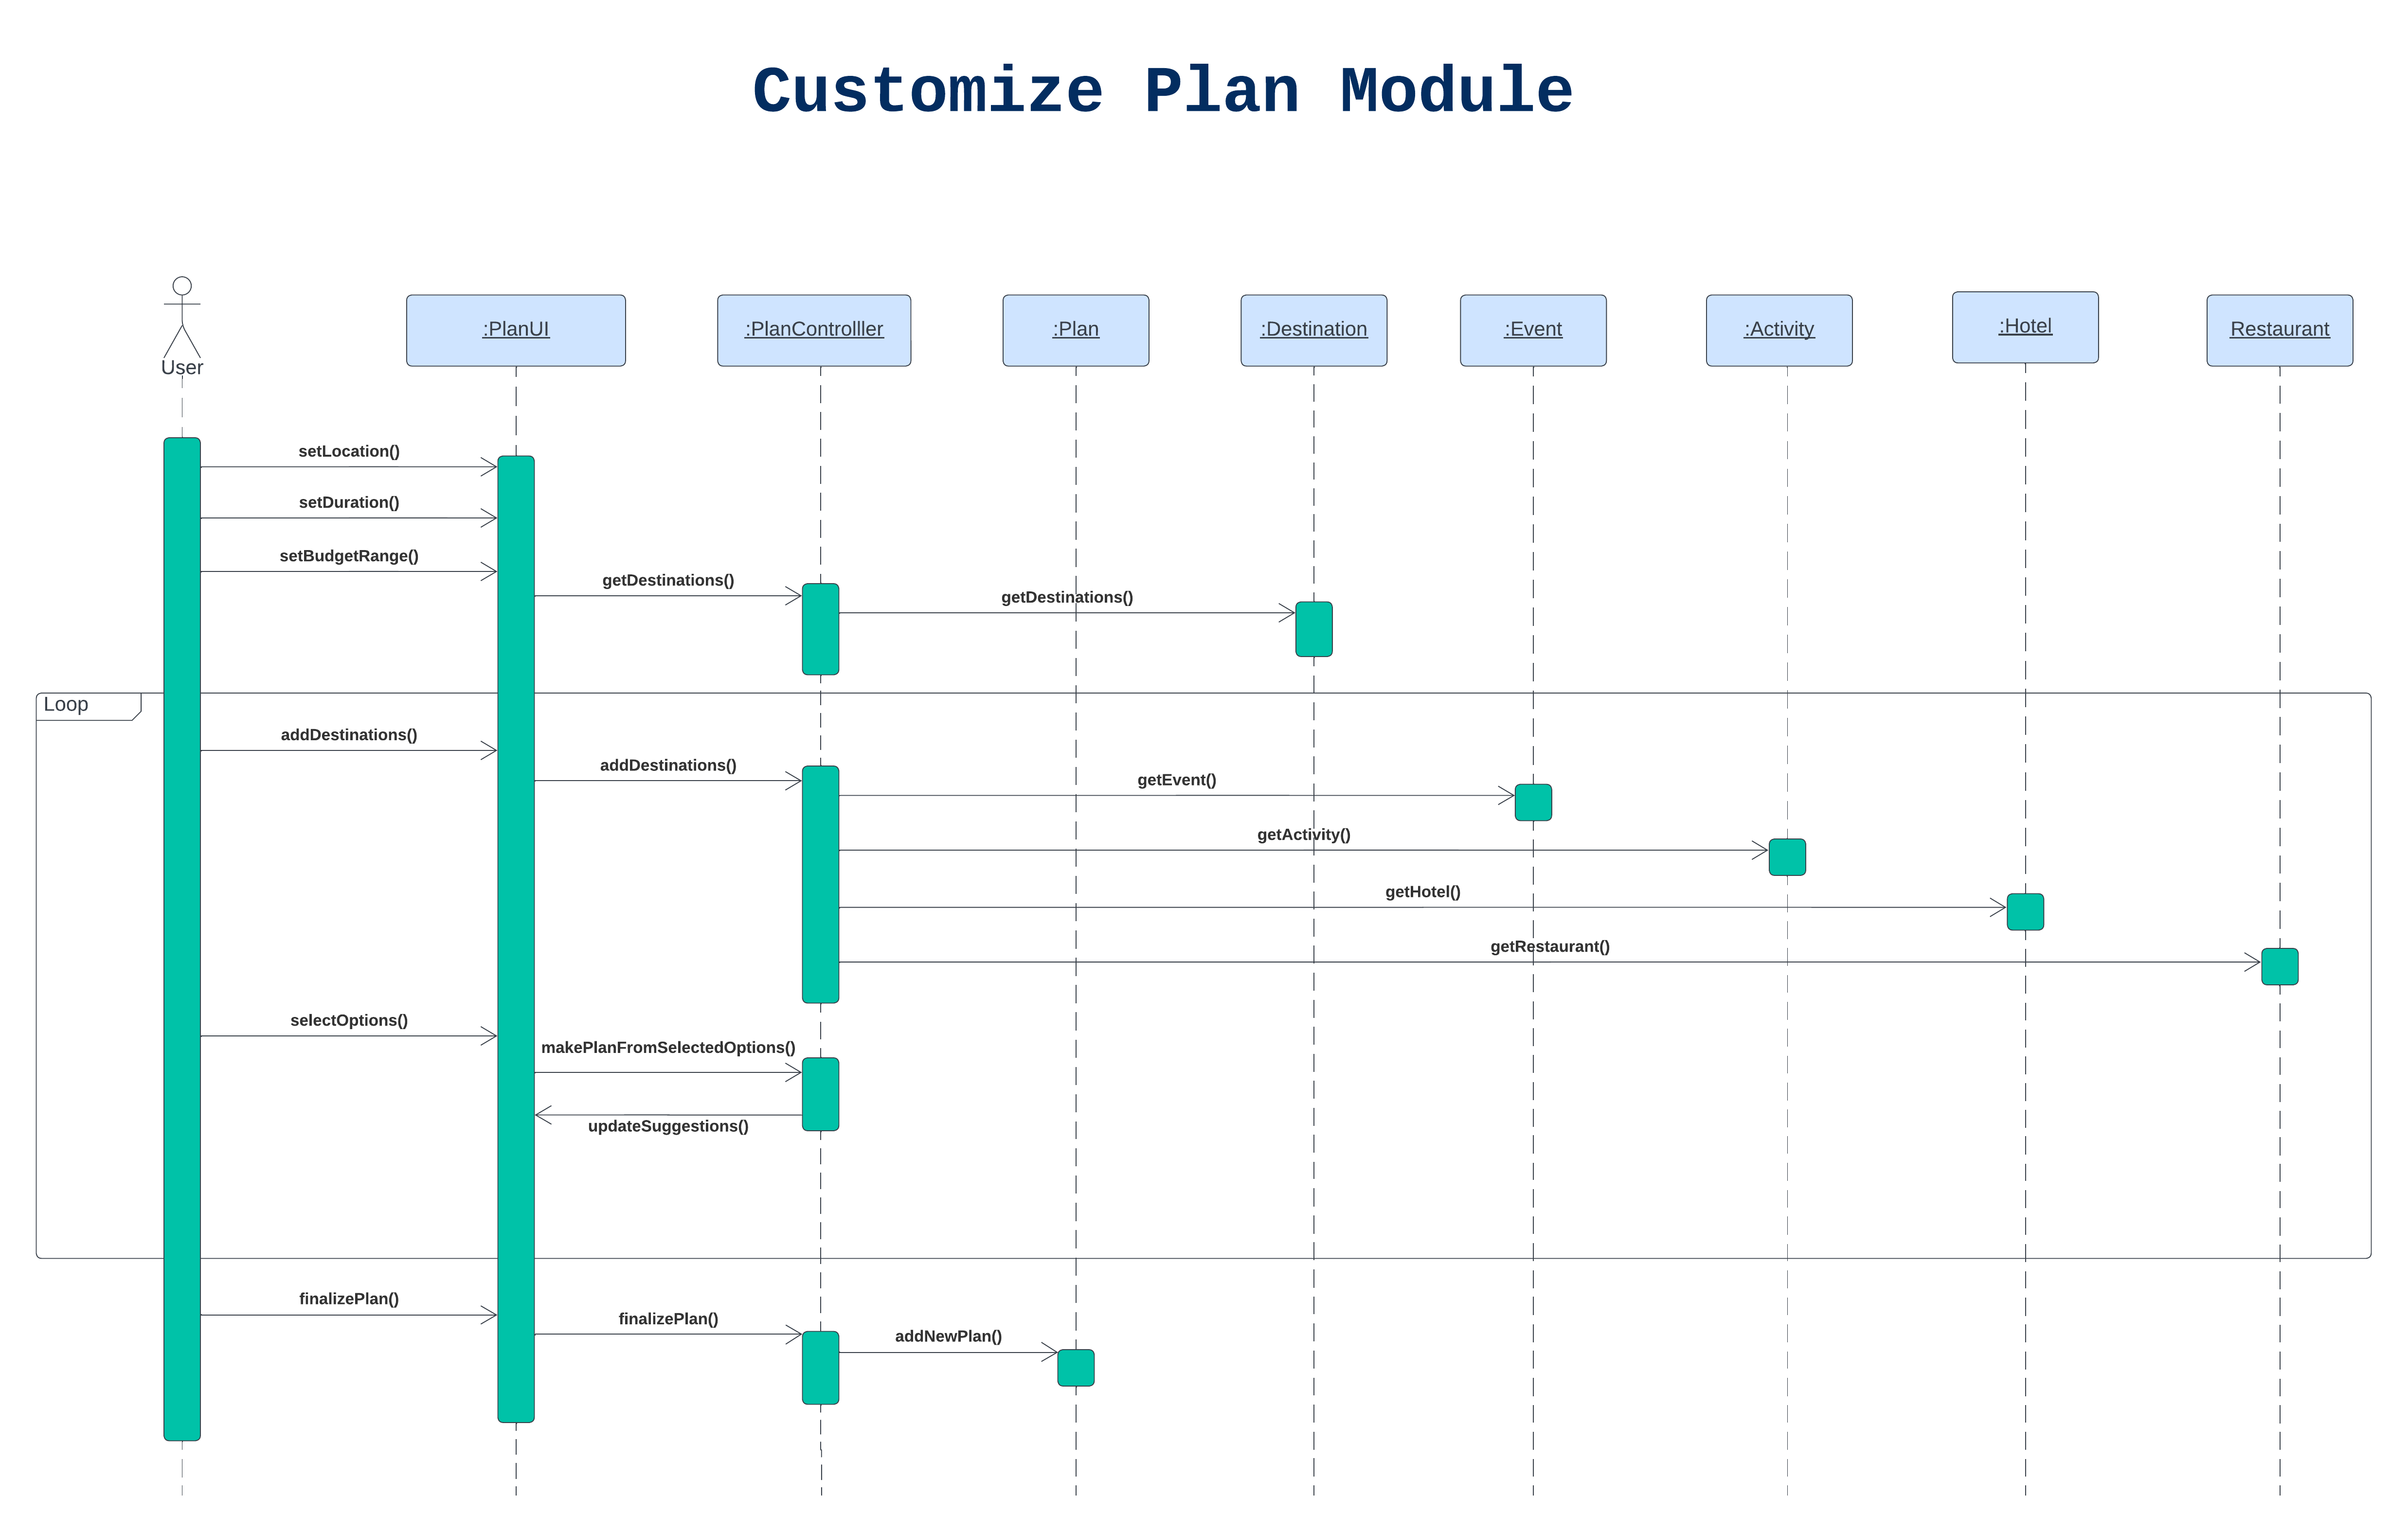 Customize Plan Module
User
:PlanUI
:PlanControlller
:Plan
:Destination
:Event
:Activity
:Hotel
Restaurant
setLocation()
setDuration()
setBudgetRange()
getDestinations()
getDestinations()
Loop
addDestinations()
addDestinations()
getEvent()
getActivity()
getHotel()
getRestaurant()
selectOptions()
makePlanFromSelectedOptions()
updateSuggestions()
finalizePlan()
finalizePlan()
addNewPlan()